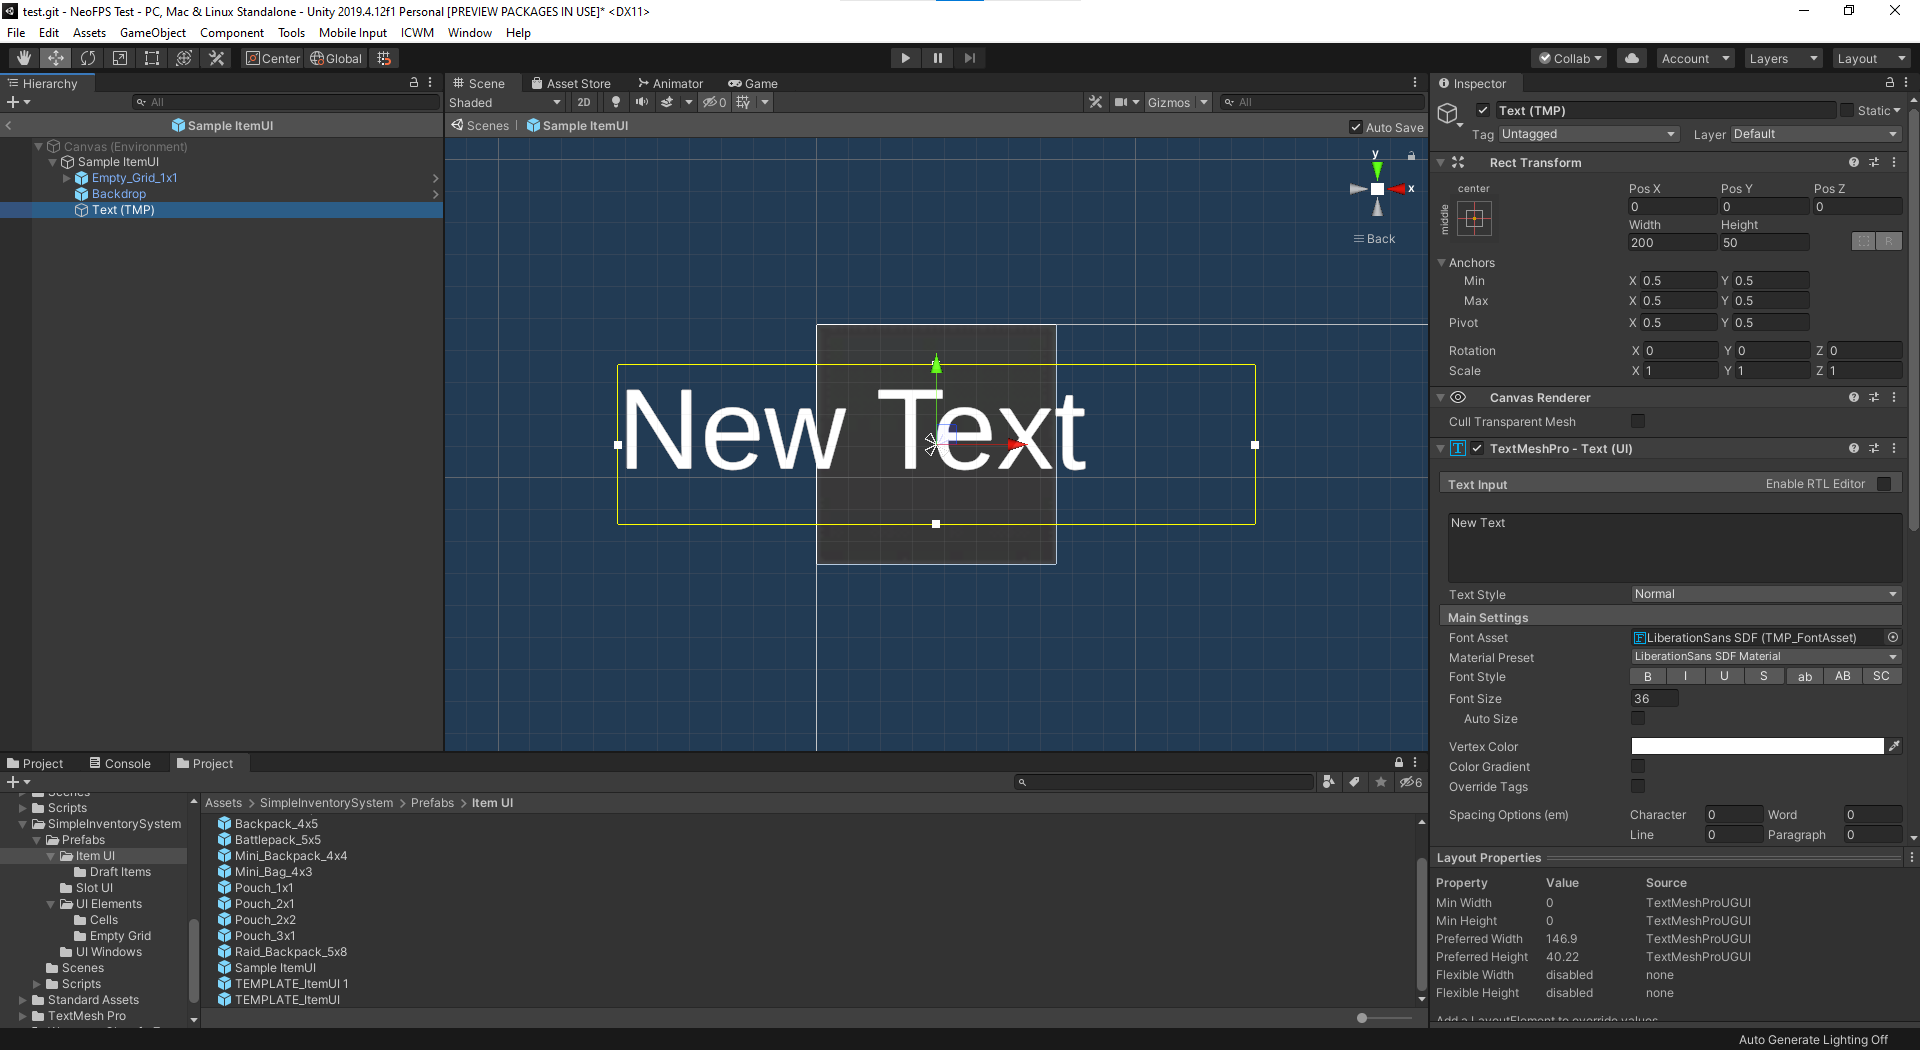 test.git - NeoFPS Test - PC, Mac & Linux Standalone - Unity 2019.4.12f1 Personal [PREVIEW PACKAGES IN USE]* <DX11>
File Edit Assets GameObject Component Tools Mobile Input ICWM Window Help
Center Global Collab Account Layers Layout
Hierarchy
All
Sample ItemUI
Canvas (Environment)
Sample ItemUI
Empty_Grid_1x1
Backdrop
Text (TMP)
Scene Asset Store Animator Game
Shaded 2D 0 Gizmos All
Scenes Sample ItemUI Auto Save
y
x
Back
New Text
Inspector
Text (TMP) Static
Tag Untagged Layer Default
Rect Transform
center
middle
Pos X Pos Y Pos Z
0 0 0
Width Height
200 50 R
Anchors
Min X 0.5 Y 0.5
Max X 0.5 Y 0.5
Pivot X 0.5 Y 0.5
Rotation X 0 Y 0 Z 0
Scale X 1 Y 1 Z 1
Canvas Renderer
Cull Transparent Mesh
TextMeshPro - Text (UI)
Text Input Enable RTL Editor
New Text
Text Style Normal
Main Settings
Font Asset LiberationSans SDF (TMP_FontAsset)
Material Preset LiberationSans SDF Material
Font Style B I U S ab AB SC
Font Size 36
Auto Size
Vertex Color
Color Gradient
Override Tags
Spacing Options (em) Character 0 Word 0
Line 0 Paragraph 0
Layout Properties
Property Value Source
Min Width 0 TextMeshProUGUI
Min Height 0 TextMeshProUGUI
Preferred Width 146.9 TextMeshProUGUI
Preferred Height 40.22 TextMeshProUGUI
Flexible Width disabled none
Flexible Height disabled none
Add a LayoutElement to override values
Project Console Project
6
Scenes
Scripts
SimpleInventorySystem
Prefabs
Item UI
Draft Items
Slot UI
UI Elements
Cells
Empty Grid
UI Windows
Scenes
Scripts
Standard Assets
TextMesh Pro
Assets > SimpleInventorySystem > Prefabs > Item UI
Backpack_4x5
Battlepack_5x5
Mini_Backpack_4x4
Mini_Bag_4x3
Pouch_1x1
Pouch_2x1
Pouch_2x2
Pouch_3x1
Raid_Backpack_5x8
Sample ItemUI
TEMPLATE_ItemUI 1
TEMPLATE_ItemUI
Auto Generate Lighting Off